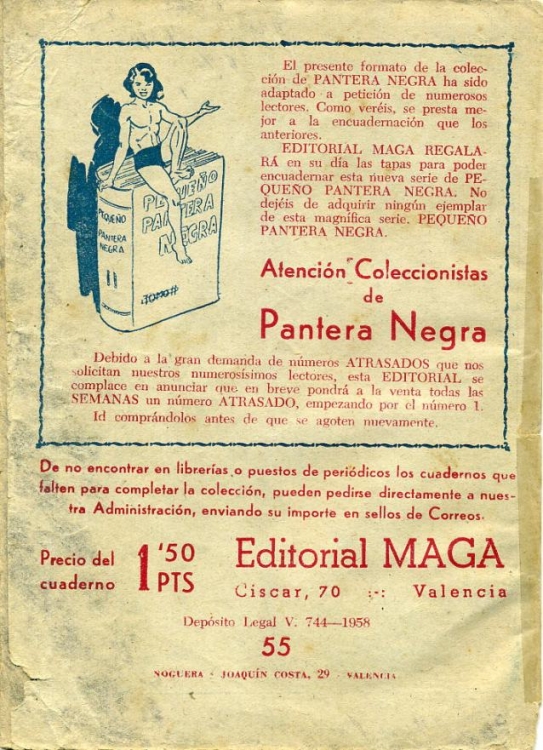 El presente formato de la colec-
ción de PANTERA NEGRA ha sido
adaptado a petición de numerosos
lectores. Como veréis, se presta me-
jor a la encuadernación que los
anteriores.
EDITORIAL MAGA REGALA-
RÁ en su día las tapas para poder
encuadernar esta nueva serie de PE-
QUEÑO PANTERA NEGRA. No
dejéis de adquirir ningún ejemplar
de esta magnífica serie. PEQUEÑO
PANTERA NEGRA.
PEQUEÑO
PANTERA
NEGRA
II
PEQUEÑO
PANTERA
NEGRA
TOMO II
Atención Coleccionistas
de
Pantera Negra
Debido a la gran demanda de números ATRASADOS que nos
solicitan nuestros numerosísimos lectores, esta EDITORIAL se
complace en anunciar que en breve pondrá a la venta todas las
SEMANAS un número ATRASADO, empezando por el número 1.
Id comprándolos antes de que se agoten nuevamente.
De no encontrar en librerías o puestos de periódicos los cuadernos que
falten para completar la colección, pueden pedirse directamente a nues-
tra Administración, enviando su importe en sellos de Correos.
Precio del
cuaderno
1'50
PTS
Editorial MAGA
Císcar, 70 :-: Valencia
Depósito Legal V. 744—1958
55
NOGUERA - JOAQUÍN COSTA, 29 - VALENCIA